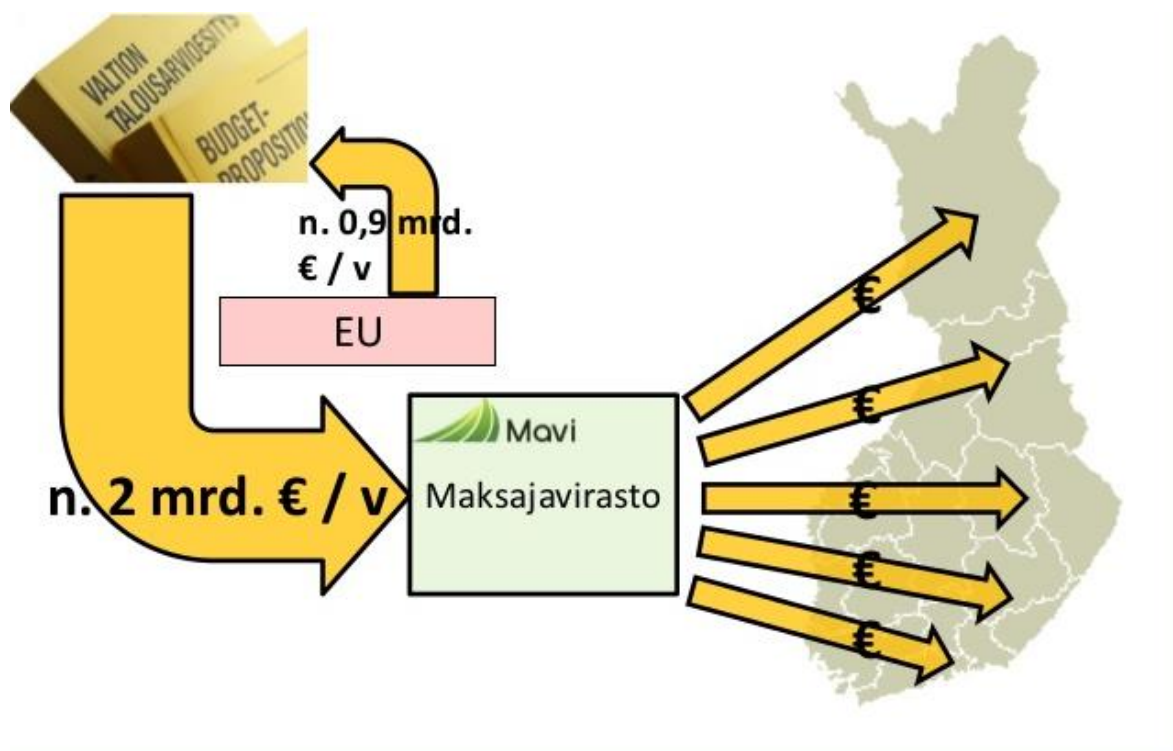 VALTION
TALOUSARVIOESITYS
BUDGET-
PROPOSITION
n. 0,9 mrd.
€ / v
EU
n. 2 mrd. € / v
Mavi
Maksajavirasto
€
€
€
€
€